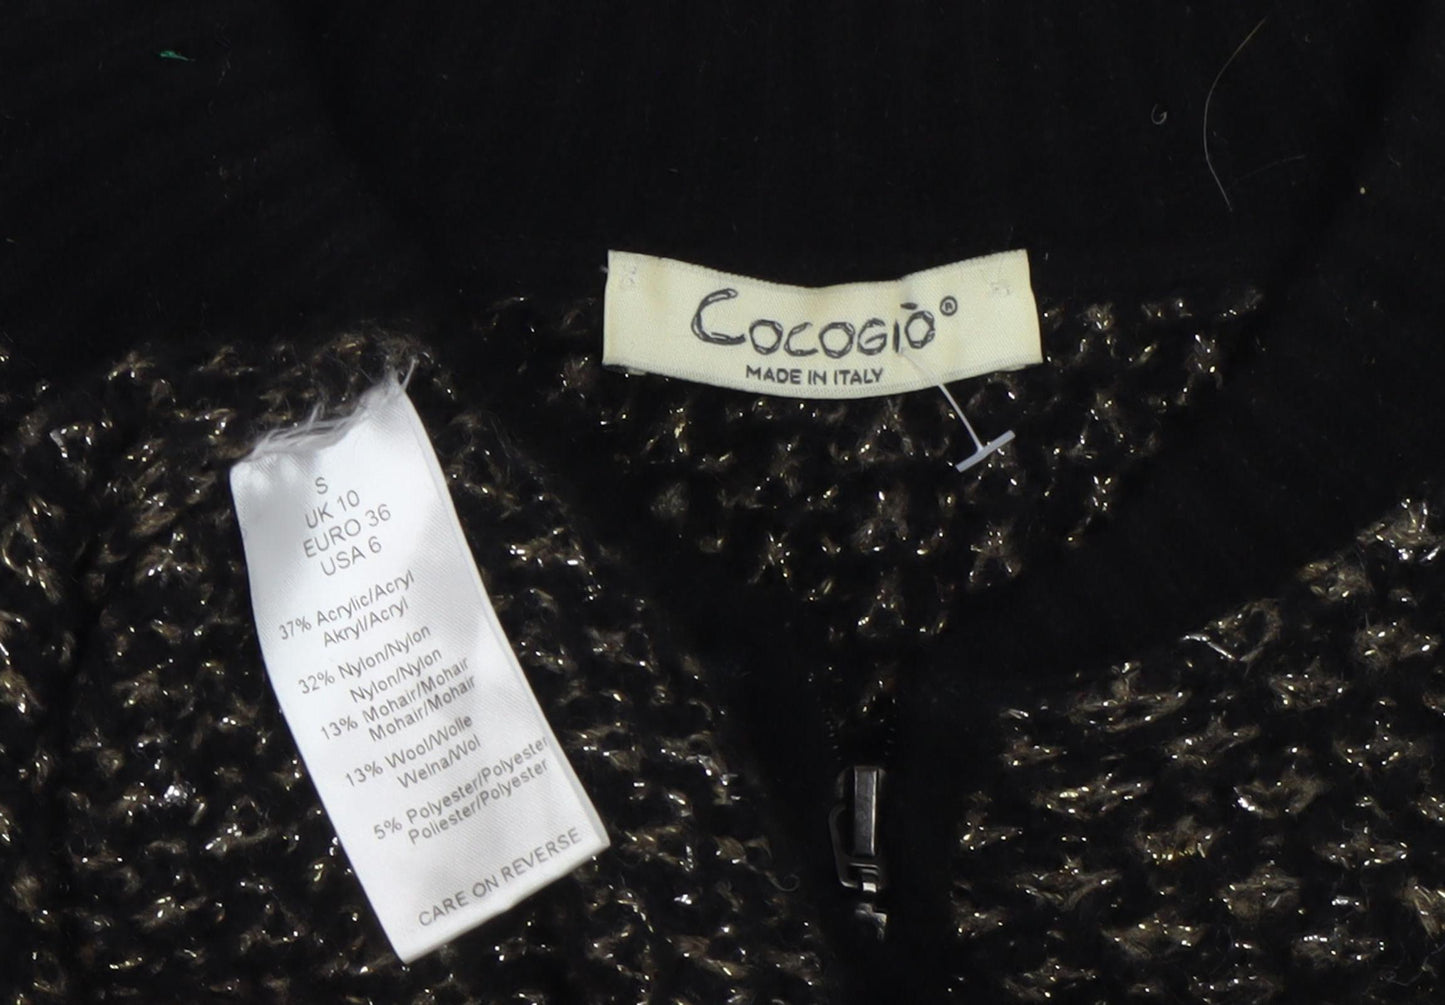 COCOGIÒ®
MADE IN ITALY
S
UK 10
EURO 36
USA 6
37% Acrylic/Acryl
Akryl/Acryl
32% Nylon/Nylon
Nylon/Nylon
13% Mohair/Mohair
Mohair/Mohair
13% Wool/Wolle
Welna/Wol
5% Polyester/Polyester
Poliester/Polyester
CARE ON REVERSE